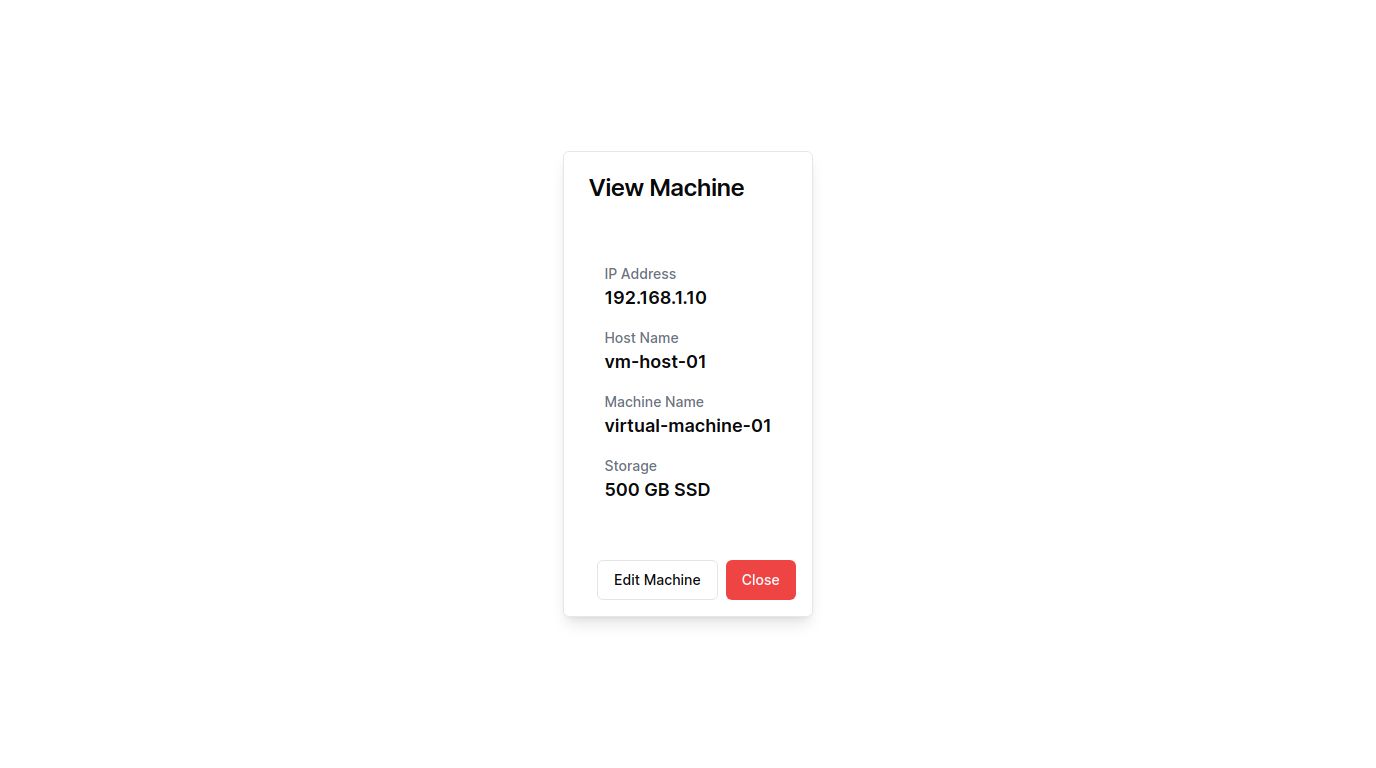 View Machine
IP Address
192.168.1.10
Host Name
vm-host-01
Machine Name
virtual-machine-01
Storage
500 GB SSD
Edit Machine
Close